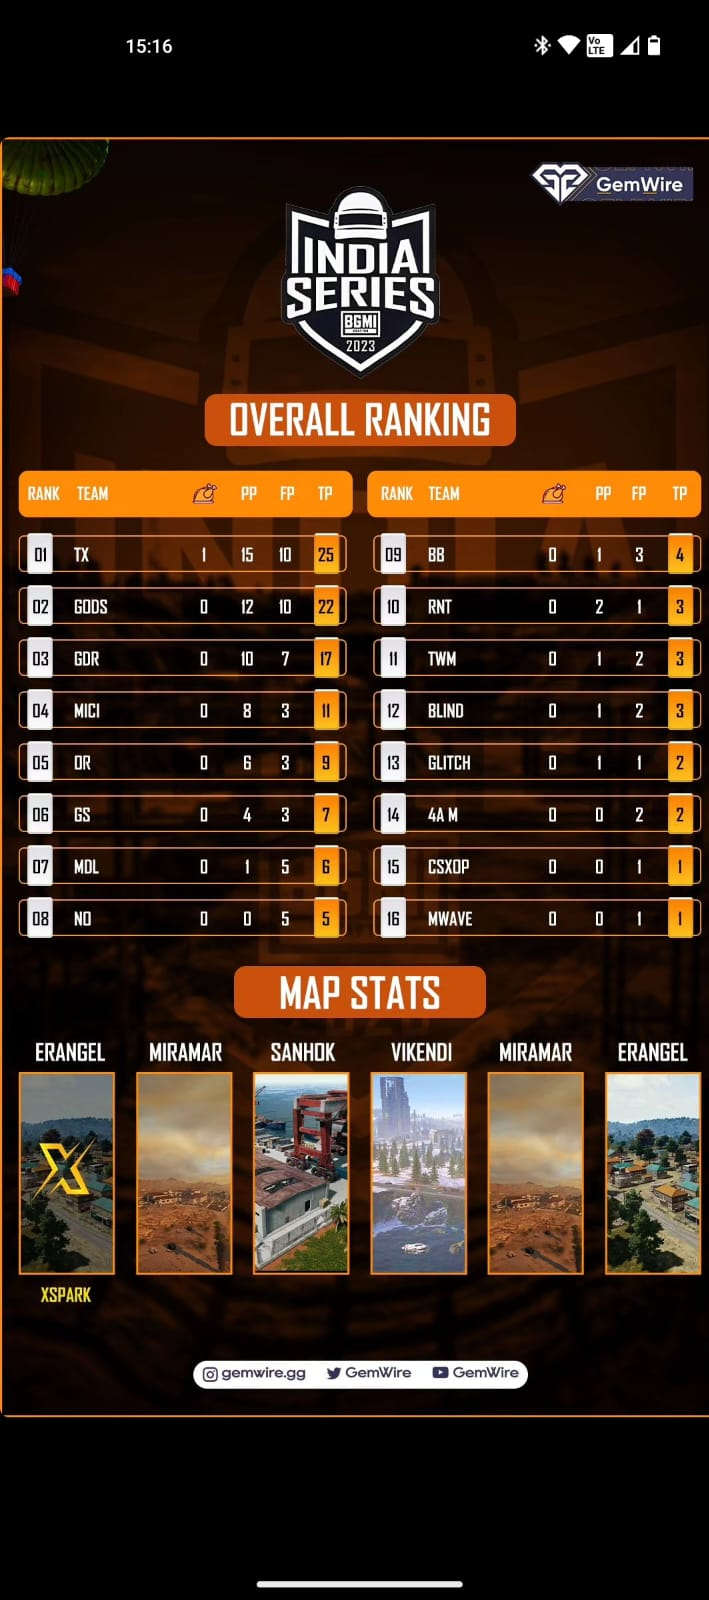 15:16
Vo
LTE
GemWire
INDIA
SERIES
BGMI
2023
OVERALL RANKING
RANK TEAM PP FP TP
01 TX 1 15 10 25
02 GODS 0 12 10 22
03 GDR 0 10 7 17
04 MICI 0 8 3 11
05 OR 0 6 3 9
06 GS 0 4 3 7
07 MDL 0 1 5 6
08 NO 0 0 5 5
RANK TEAM PP FP TP
09 BB 0 1 3 4
10 RNT 0 2 1 3
11 TWM 0 1 2 3
12 BLIND 0 1 2 3
13 GLITCH 0 1 1 2
14 4A M 0 0 2 2
15 CSXOP 0 0 1 1
16 MWAVE 0 0 1 1
MAP STATS
ERANGEL MIRAMAR SANHOK VIKENDI MIRAMAR ERANGEL
XSPARK
gemwire.gg GemWire GemWire